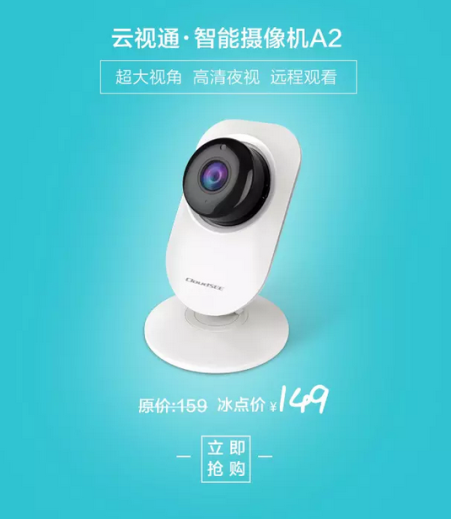 云视通·智能摄像机A2
超大视角 高清夜视 远程观看
CloudSEE
原价:159 冰点价¥149
立即
抢购